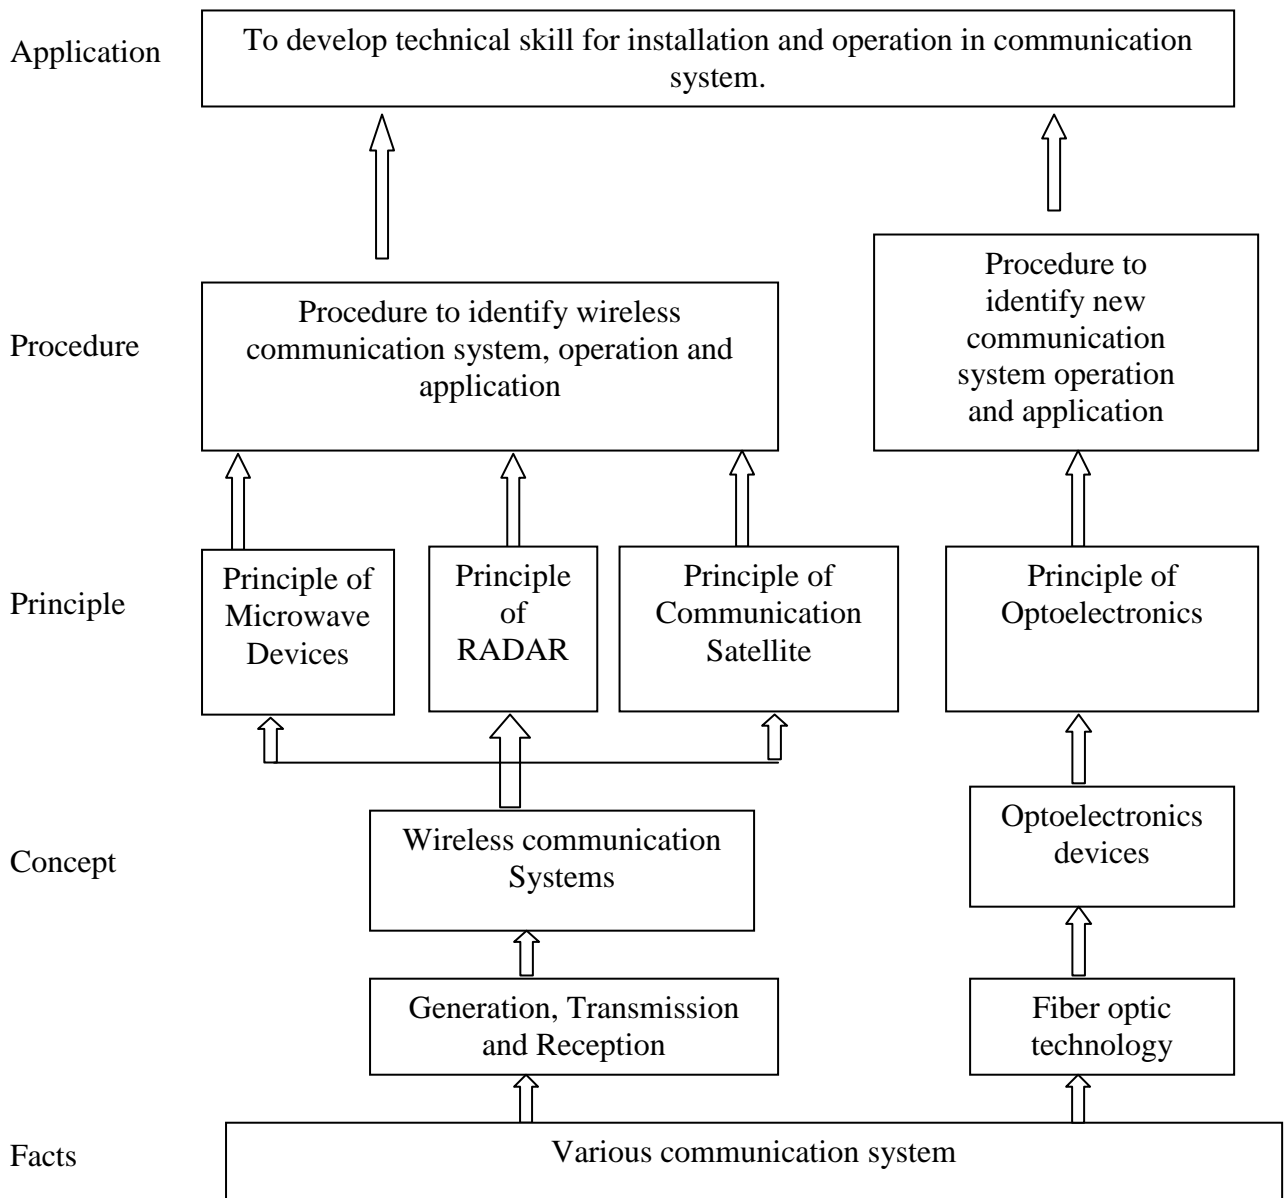 Application
To develop technical skill for installation and operation in communication
system.
Procedure
Procedure to identify wireless
communication system, operation and
application
Procedure to
identify new
communication
system operation
and application
Principle
Principle of
Microwave
Devices
Principle
of
RADAR
Principle of
Communication
Satellite
Principle of
Optoelectronics
Concept
Wireless communication
Systems
Optoelectronics
devices
Generation, Transmission
and Reception
Fiber optic
technology
Facts
Various communication system